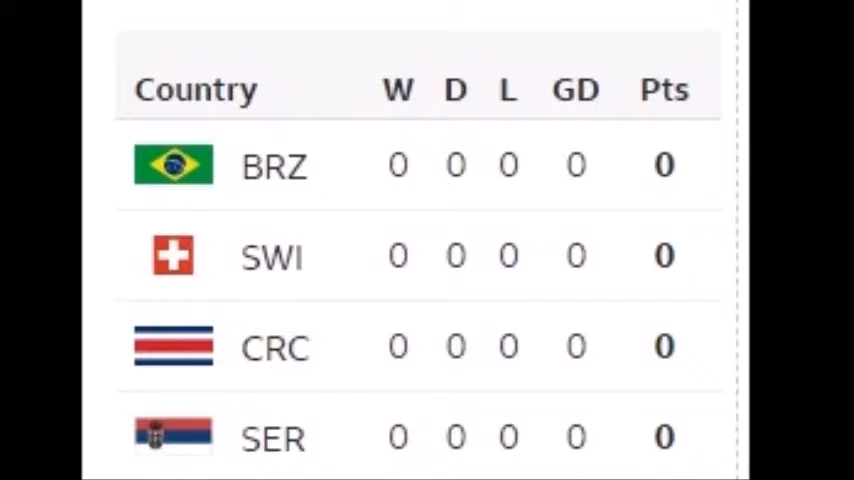 Country W D L GD Pts
BRZ 0 0 0 0 0
SWI 0 0 0 0 0
CRC 0 0 0 0 0
SER 0 0 0 0 0